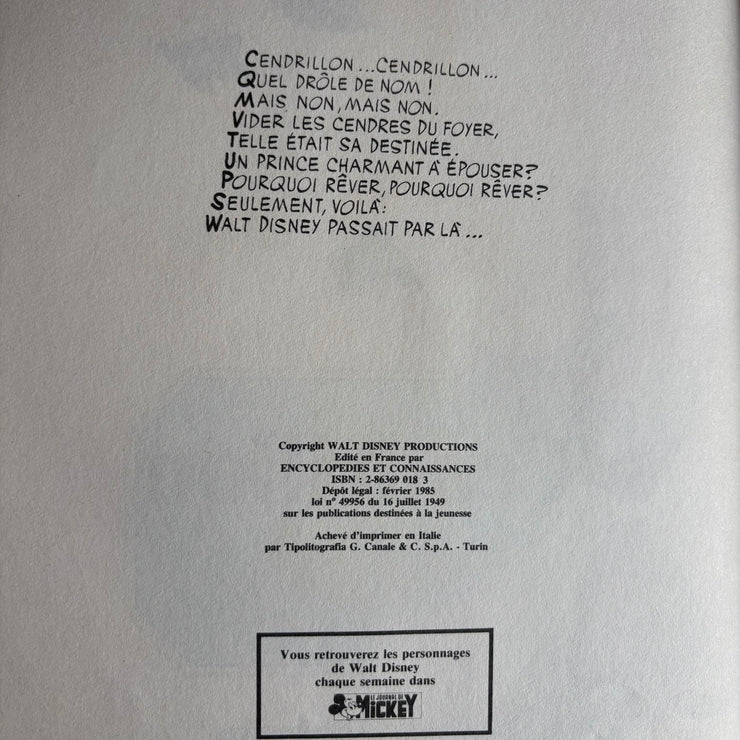 CENDRILLON ...CENDRILLON ...
QUEL DRÔLE DE NOM !
MAIS NON, MAIS NON.
VIDER LES CENDRES DU FOYER,
TELLE ÉTAIT SA DESTINÉE.
UN PRINCE CHARMANT À ÉPOUSER?
POURQUOI RÊVER, POURQUOI RÊVER?
SEULEMENT, VOILÀ:
WALT DISNEY PASSAIT PAR LÀ ...
Copyright WALT DISNEY PRODUCTIONS
Edité en France par
ENCYCLOPEDIES ET CONNAISSANCES
ISBN : 2-86369 018 3
Dépôt légal : février 1985
loi n° 49956 du 16 juillet 1949
sur les publications destinées à la jeunesse
Achevé d'imprimer en Italie
par Tipolitografia G. Canale & C. S.p.A. - Turin
Vous retrouverez les personnages
de Walt Disney
chaque semaine dans
LE JOURNAL DE
MICKEY